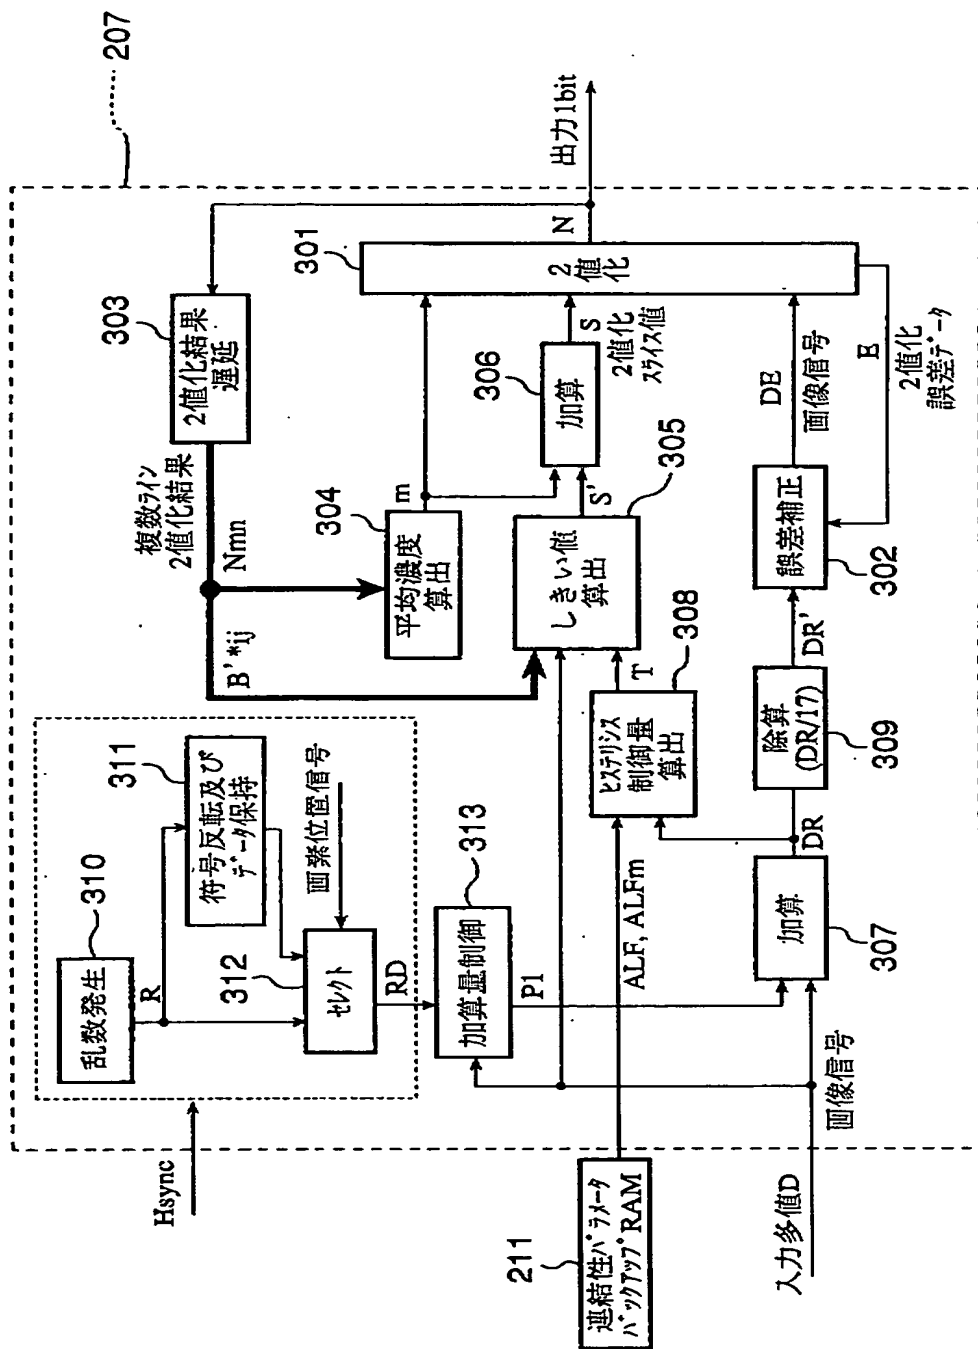 207
303
2値化結果
遅延
301
2値化
N
出力1bit
複数ライン
2値化結果
Nmn
B'*ij
304
平均濃度
算出
m
306
加算
S
2値化
スライス値
305
しきい値
算出
S'
308
ヒステリシス
制御量
算出
T
DE
画像信号
E
2値化
誤差データ
誤差補正
302
DR'
除算
(DR/17)
309
DR
加算
307
310
乱数発生
R
311
符号反転及び
データ保持
312
セレクト
画素位置信号
RD
313
加算量制御
P1
ALF, ALFm
画像信号
Hsync
211
連結性パラメータ
バックアップRAM
入力多値D